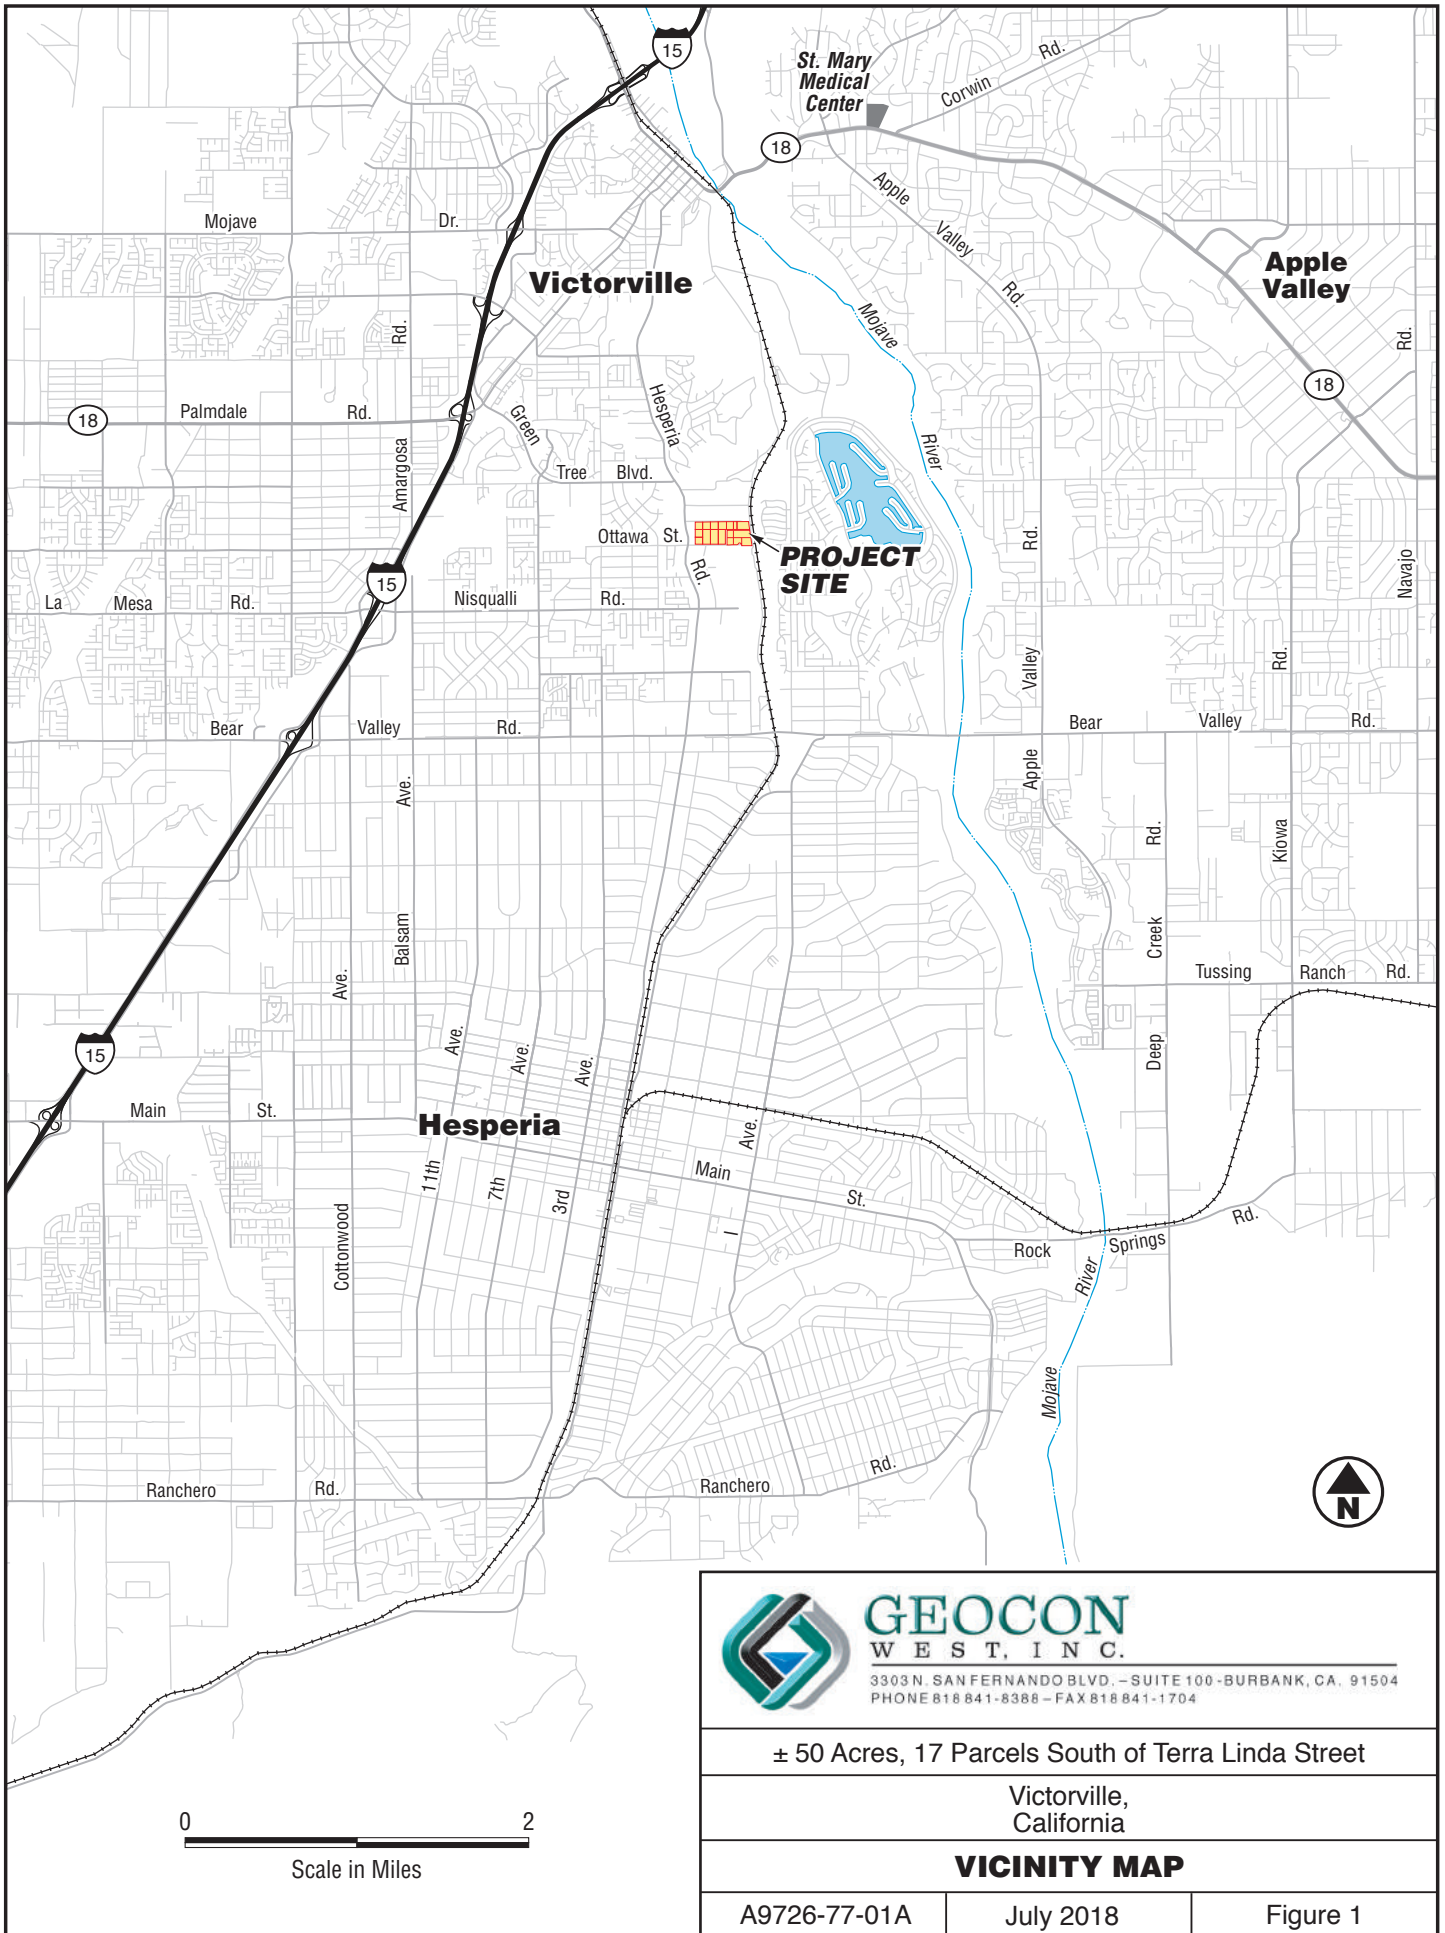 15
St. Mary
Medical
Center
Corwin
Rd.
18
Apple
Valley
Rd.
Mojave
Dr.
Victorville
Apple
Valley
Rd.
Mojave
River
Rd.
18
Palmdale
Rd.
18
Green
Tree
Blvd.
Hesperia
Rd.
Amargosa
Ottawa
St.
PROJECT
SITE
Rd.
Navajo
15
La
Mesa
Rd.
Nisqualli
Rd.
Valley
Rd.
Bear
Valley
Rd.
Bear
Valley
Rd.
Apple
Ave.
Rd.
Kiowa
Balsam
Creek
Ave.
Tussing
Ranch
Rd.
15
Ave.
Ave.
Ave.
Deep
Main
St.
Hesperia
Ave.
11th
7th
3rd
Main
St.
I
Cottonwood
Rock
Springs
Rd.
River
Mojave
Ranchero
Rd.
Ranchero
Rd.
N
GEOCON
WEST, INC.
3303 N. SAN FERNANDO BLVD. – SUITE 100 - BURBANK, CA. 91504
PHONE 818 841-8388 – FAX 818 841-1704
± 50 Acres, 17 Parcels South of Terra Linda Street
Victorville,
California
0 2
Scale in Miles
VICINITY MAP
A9726-77-01A July 2018 Figure 1